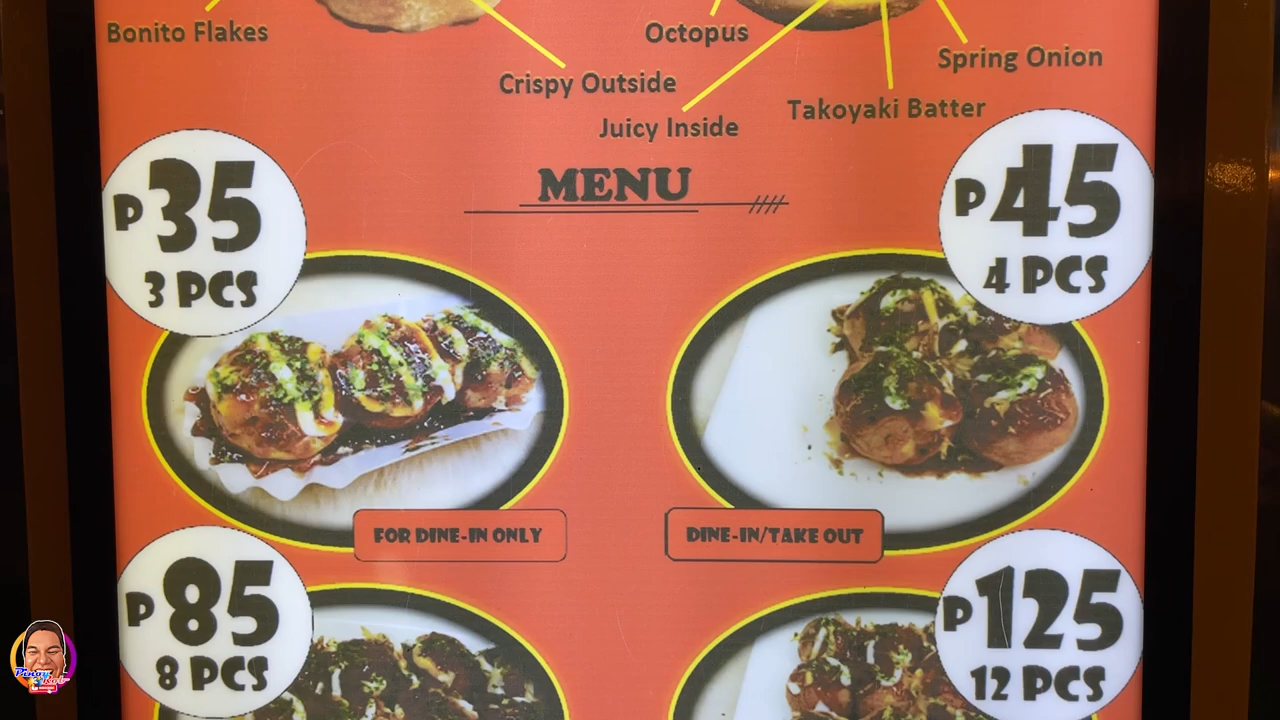 Bonito Flakes
Octopus
Spring Onion
Crispy Outside
Takoyaki Batter
Juicy Inside
MENU
P35
3 PCS
P45
4 PCS
FOR DINE-IN ONLY
DINE-IN/TAKE OUT
P85
8 PCS
P125
12 PCS
Pinoy